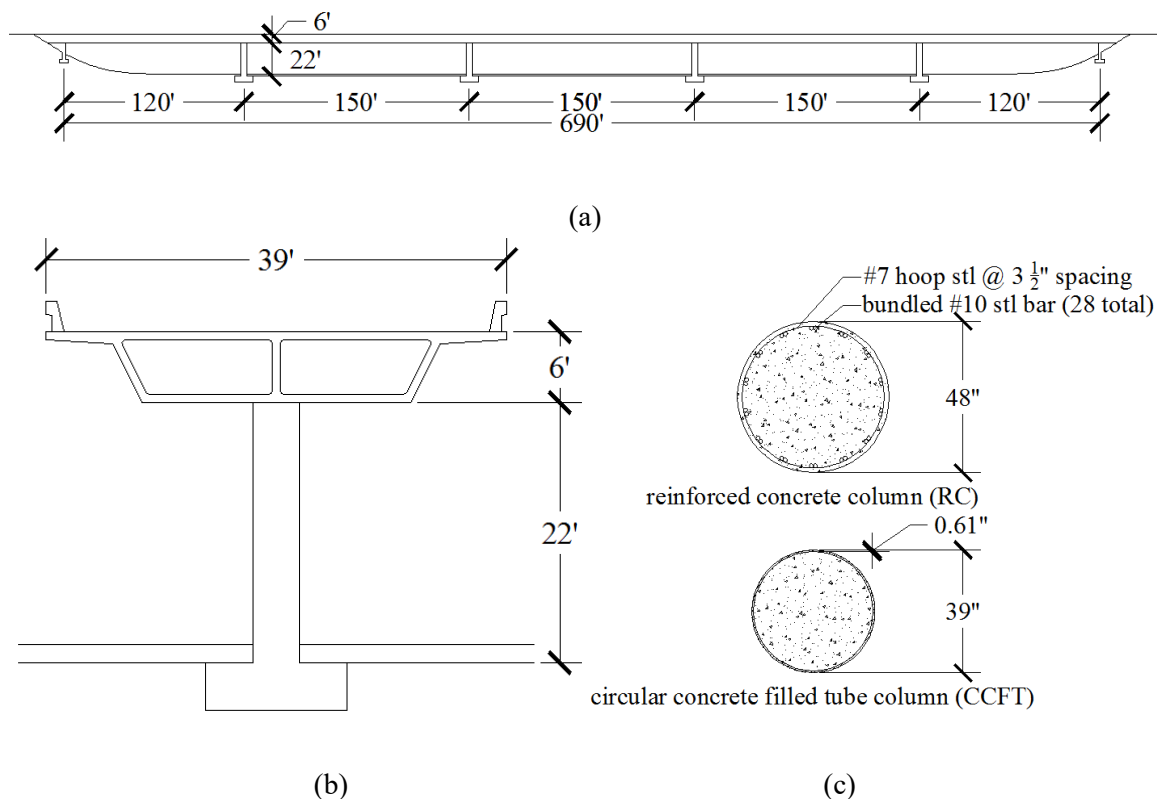 6'
22'
120' 150' 150' 150' 120'
690'
(a)
39'
6'
22'
#7 hoop stl @ 3 1/2" spacing
bundled #10 stl bar (28 total)
48"
reinforced concrete column (RC)
0.61"
39"
circular concrete filled tube column (CCFT)
(b) (c)